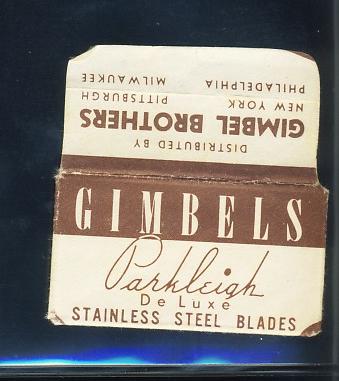 DISTRIBUTED BY
GIMBEL BROTHERS
NEW YORK PITTSBURGH
PHILADELPHIA MILWAUKEE
GIMBELS
Parkleigh
De Luxe
STAINLESS STEEL BLADES